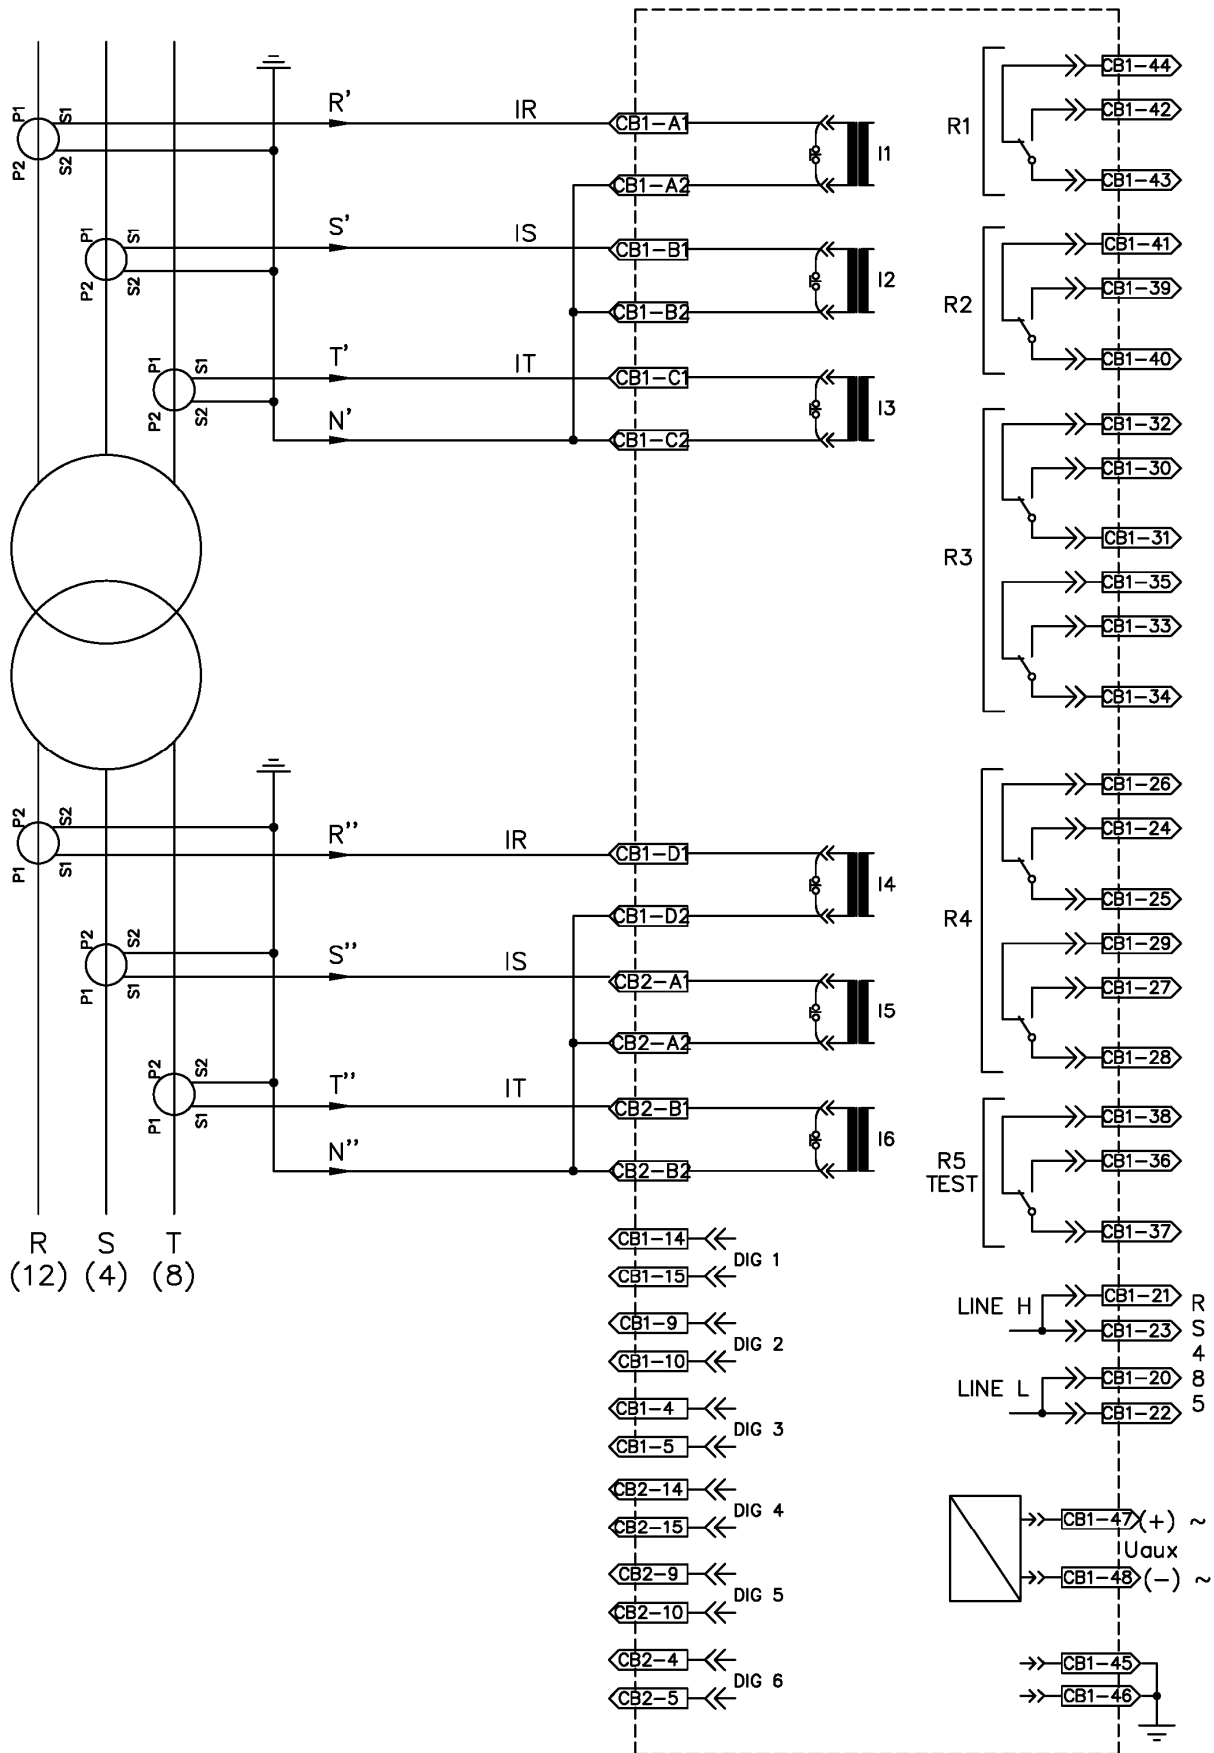 P1
S1
P2
S2
R'
IR
CB1-A1
CB1-A2
I1
P1
S1
P2
S2
S'
IS
CB1-B1
CB1-B2
I2
P1
S1
P2
S2
T'
IT
N'
CB1-C1
CB1-C2
I3
P2
S2
P1
S1
R''
IR
CB1-D1
CB1-D2
I4
P2
S2
P1
S1
S''
IS
CB2-A1
CB2-A2
I5
P2
S2
P1
S1
T''
IT
N''
CB2-B1
CB2-B2
I6
R S T
(12) (4) (8)
CB1-14
DIG 1
CB1-15
CB1-9
DIG 2
CB1-10
CB1-4
DIG 3
CB1-5
CB2-14
DIG 4
CB2-15
CB2-9
DIG 5
CB2-10
CB2-4
DIG 6
CB2-5
R1
CB1-44
CB1-42
CB1-43
R2
CB1-41
CB1-39
CB1-40
R3
CB1-32
CB1-30
CB1-31
CB1-35
CB1-33
CB1-34
R4
CB1-26
CB1-24
CB1-25
CB1-29
CB1-27
CB1-28
R5
TEST
CB1-38
CB1-36
CB1-37
LINE H
CB1-21
CB1-23
LINE L
CB1-20
CB1-22
RS485
CB1-47 (+) ~
Uaux
CB1-48 (-) ~
CB1-45
CB1-46